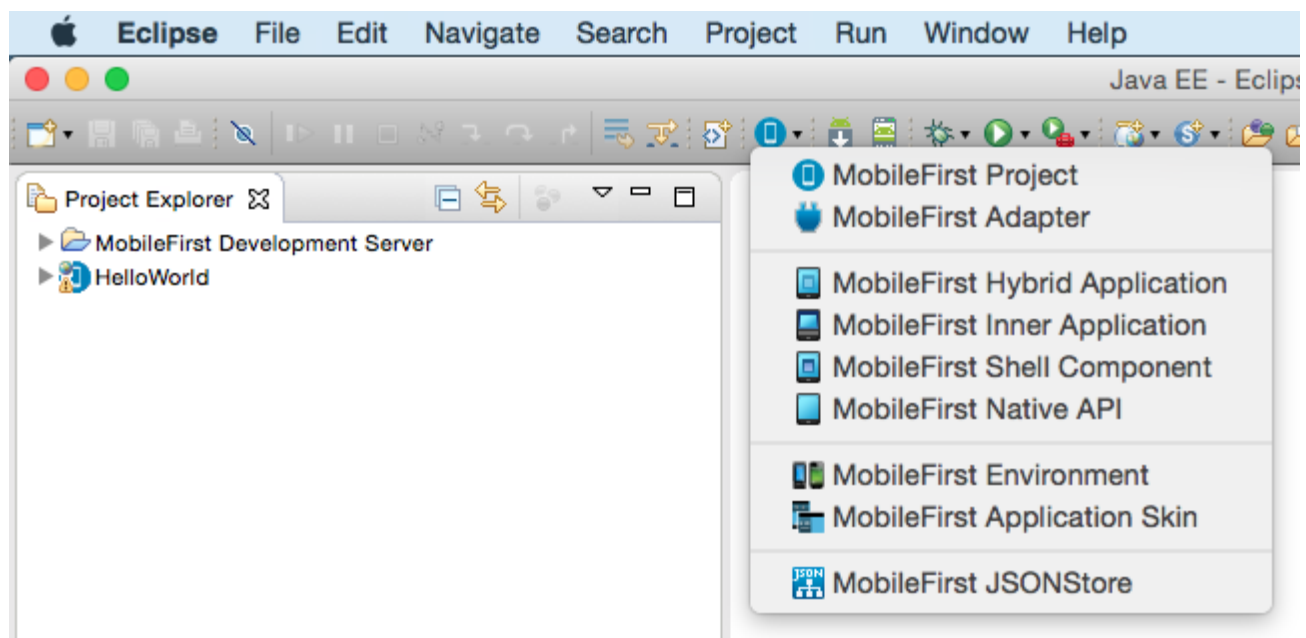 Eclipse File Edit Navigate Search Project Run Window Help
Java EE - Eclips
Project Explorer
MobileFirst Development Server
HelloWorld
MobileFirst Project
MobileFirst Adapter
MobileFirst Hybrid Application
MobileFirst Inner Application
MobileFirst Shell Component
MobileFirst Native API
MobileFirst Environment
MobileFirst Application Skin
JSON MobileFirst JSONStore